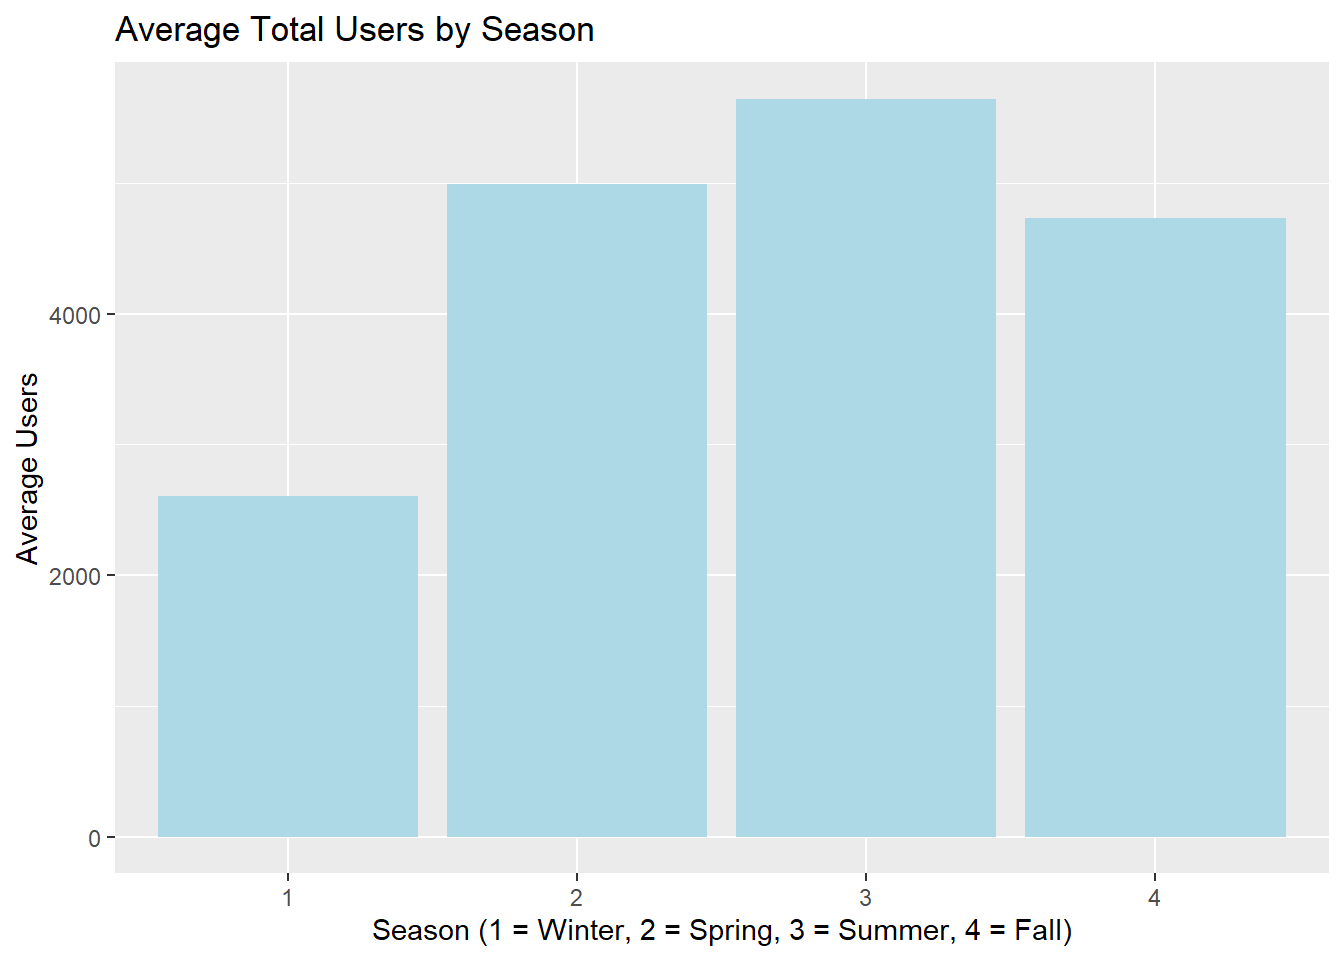 Average Total Users by Season
Average Users
4000
2000
0
1 2 3 4
Season (1 = Winter, 2 = Spring, 3 = Summer, 4 = Fall)